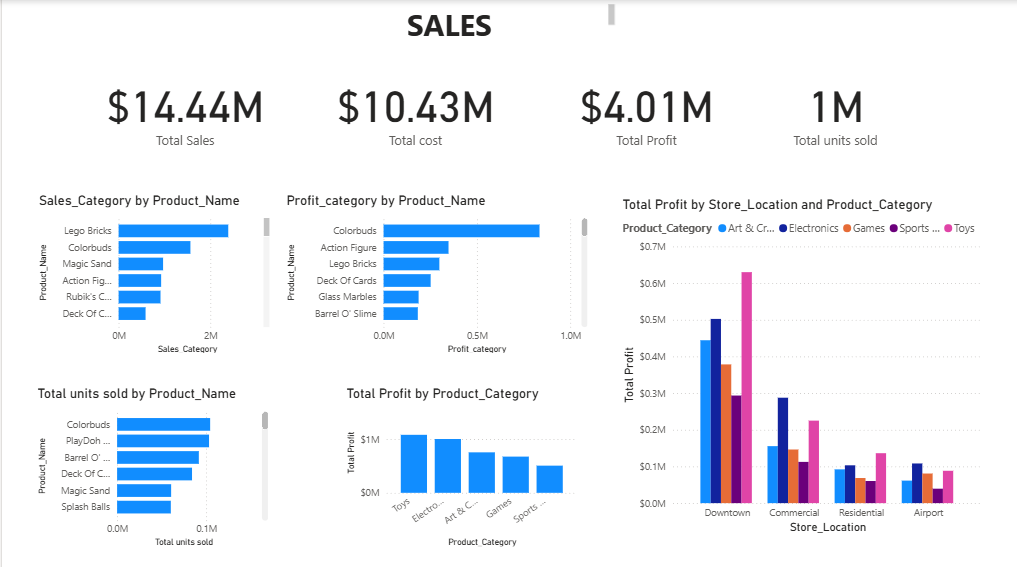 SALES
$14.44M
Total Sales
$10.43M
Total cost
$4.01M
Total Profit
1M
Total units sold
Sales_Category by Product_Name
Product_Name
Lego Bricks
Colorbuds
Magic Sand
Action Fig...
Rubik's C...
Deck Of C...
0M 2M
Sales_Category
Profit_category by Product_Name
Product_Name
Colorbuds
Action Figure
Lego Bricks
Deck Of Cards
Glass Marbles
Barrel O' Slime
0.0M 0.5M 1.0M
Profit_category
Total Profit by Store_Location and Product_Category
Product_Category Art & Cr... Electronics Games Sports ... Toys
Total Profit
$0.7M
$0.6M
$0.5M
$0.4M
$0.3M
$0.2M
$0.1M
$0.0M
Downtown Commercial Residential Airport
Store_Location
Total units sold by Product_Name
Product_Name
Colorbuds
PlayDoh ...
Barrel O' ...
Deck Of C...
Magic Sand
Splash Balls
0.0M 0.1M
Total units sold
Total Profit by Product_Category
Total Profit
$1M
$0M
Toys Electro... Art & C... Games Sports ...
Product_Category